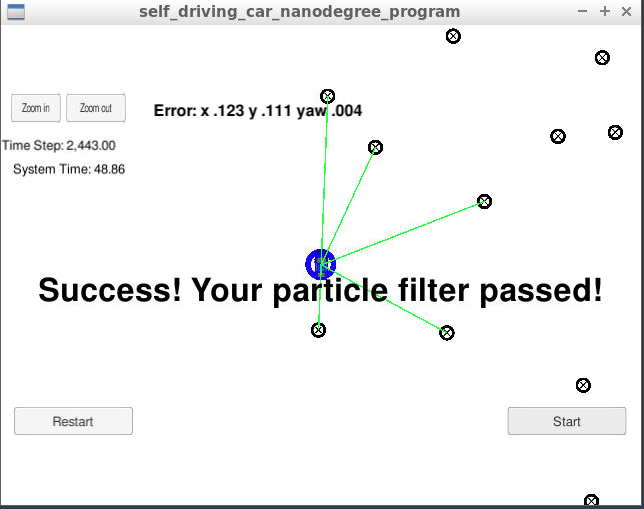 self_driving_car_nanodegree_program
Zoom in Zoom out
Error: x .123 y .111 yaw .004
Time Step: 2,443.00
System Time: 48.86
Success! Your particle filter passed!
Restart
Start